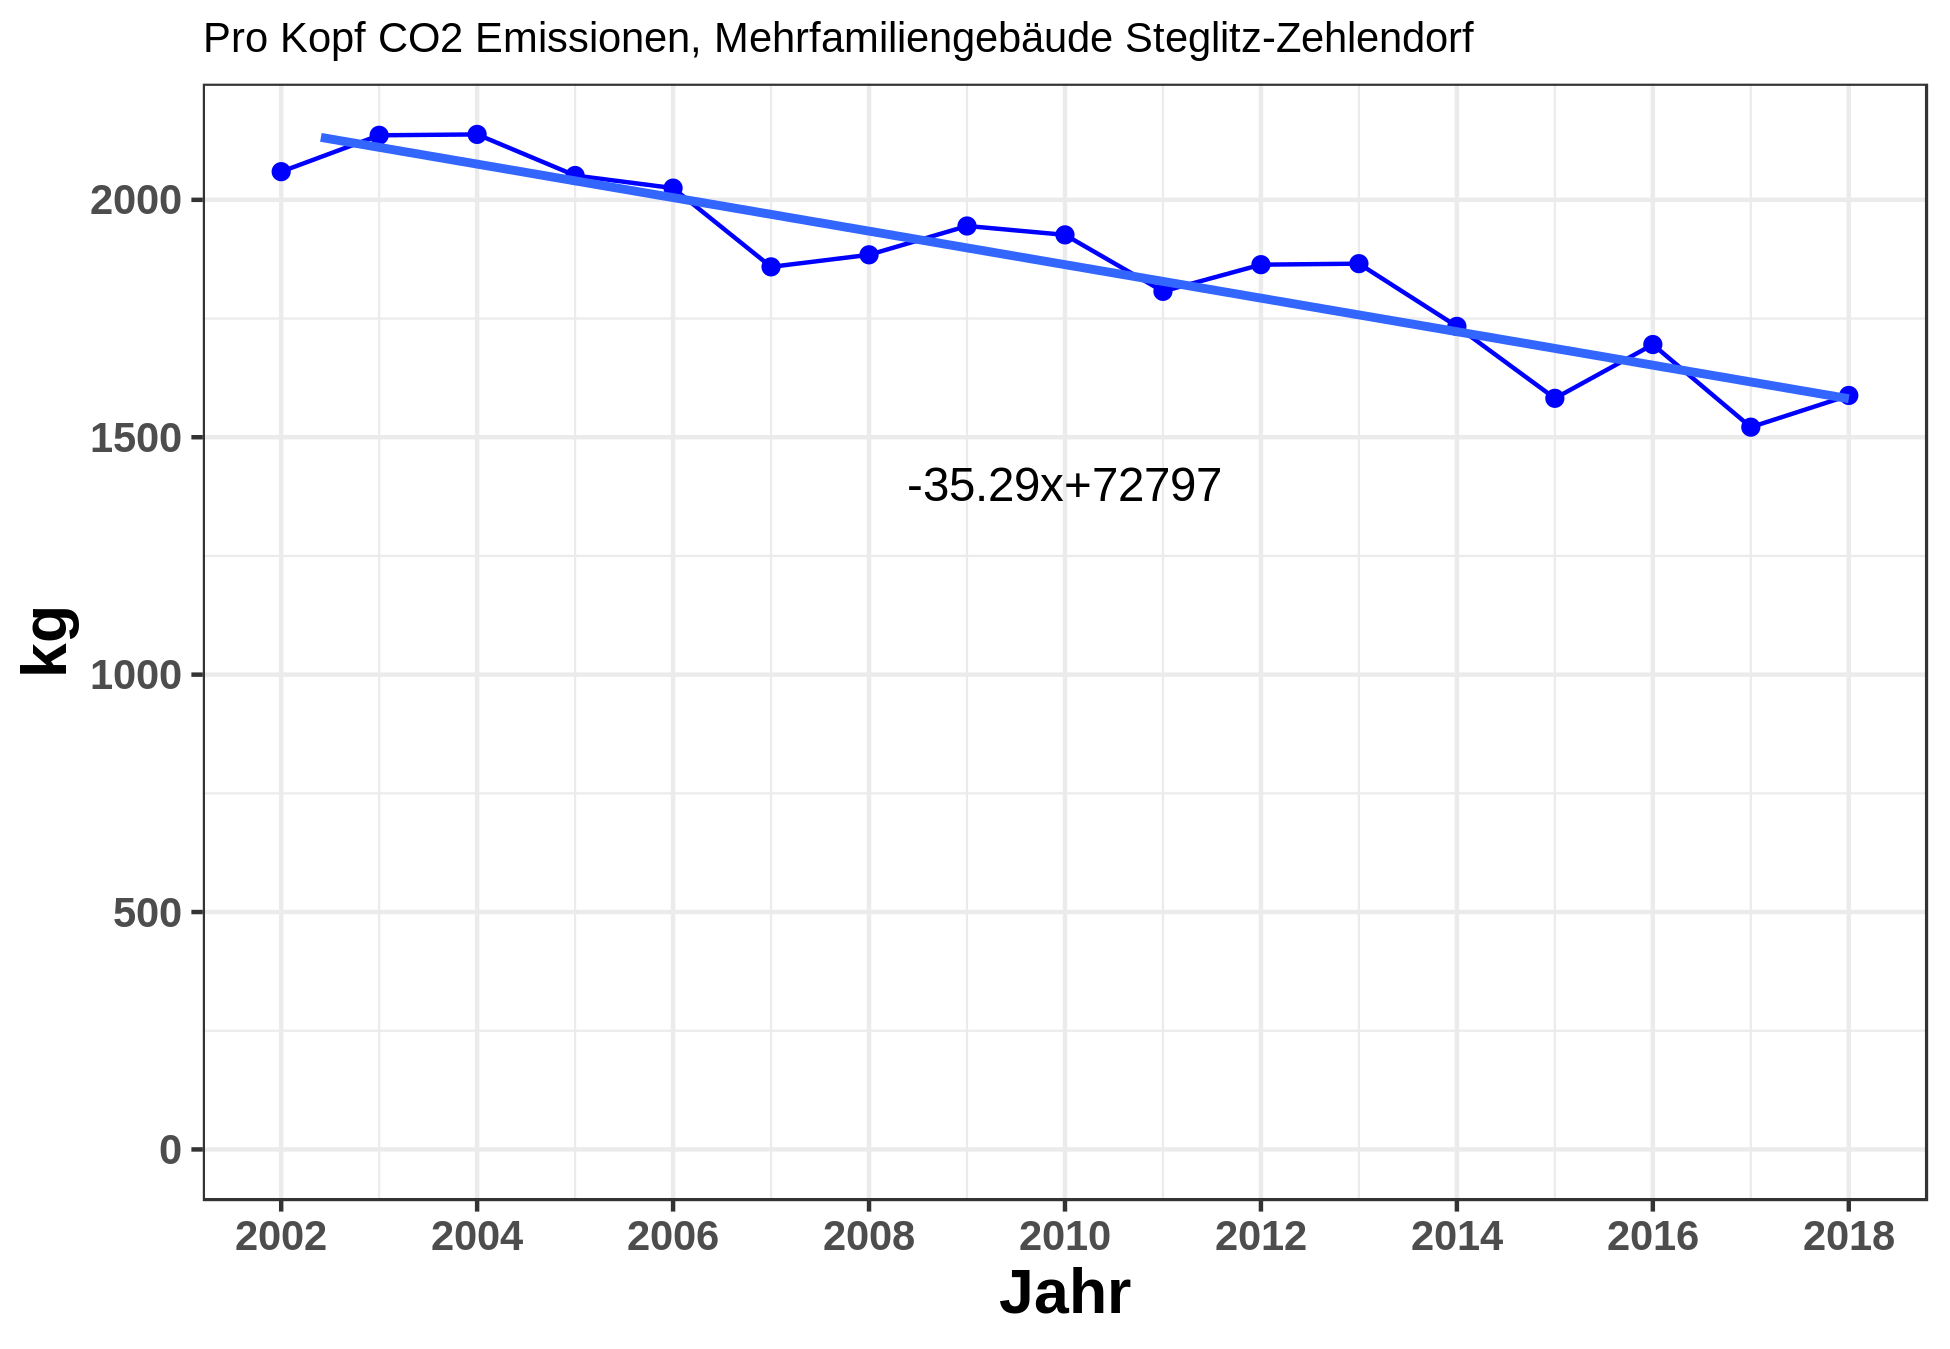 Pro Kopf CO2 Emissionen, Mehrfamiliengebäude Steglitz-Zehlendorf
2000
1500
-35.29x+72797
kg
1000
500
0
2002 2004 2006 2008 2010 2012 2014 2016 2018
Jahr